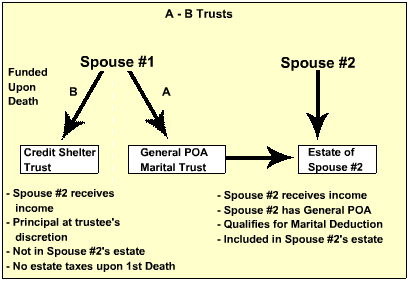 A - B Trusts
Spouse #1
Spouse #2
Funded
Upon
Death
B
A
Credit Shelter
Trust
General POA
Marital Trust
Estate of
Spouse #2
- Spouse #2 receives
income
- Principal at trustee's
discretion
- Not in Spouse #2's estate
- No estate taxes upon 1st Death
- Spouse #2 receives income
- Spouse #2 has General POA
- Qualifies for Marital Deduction
- Included in Spouse #2's estate